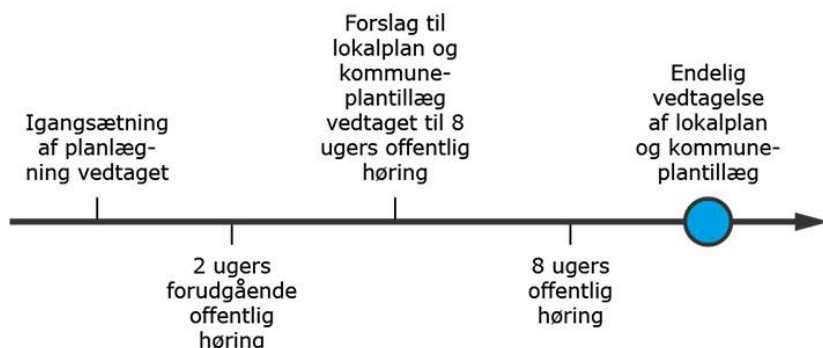 Igangsætning
af planlæg-
ning vedtaget
2 ugers
forudgående
offentlig
høring
Forslag til
lokalplan og
kommune-
plantillæg
vedtaget til 8
ugers offentlig
høring
8 ugers
offentlig
høring
Endelig
vedtagelse
af lokalplan
og kommune-
plantillæg